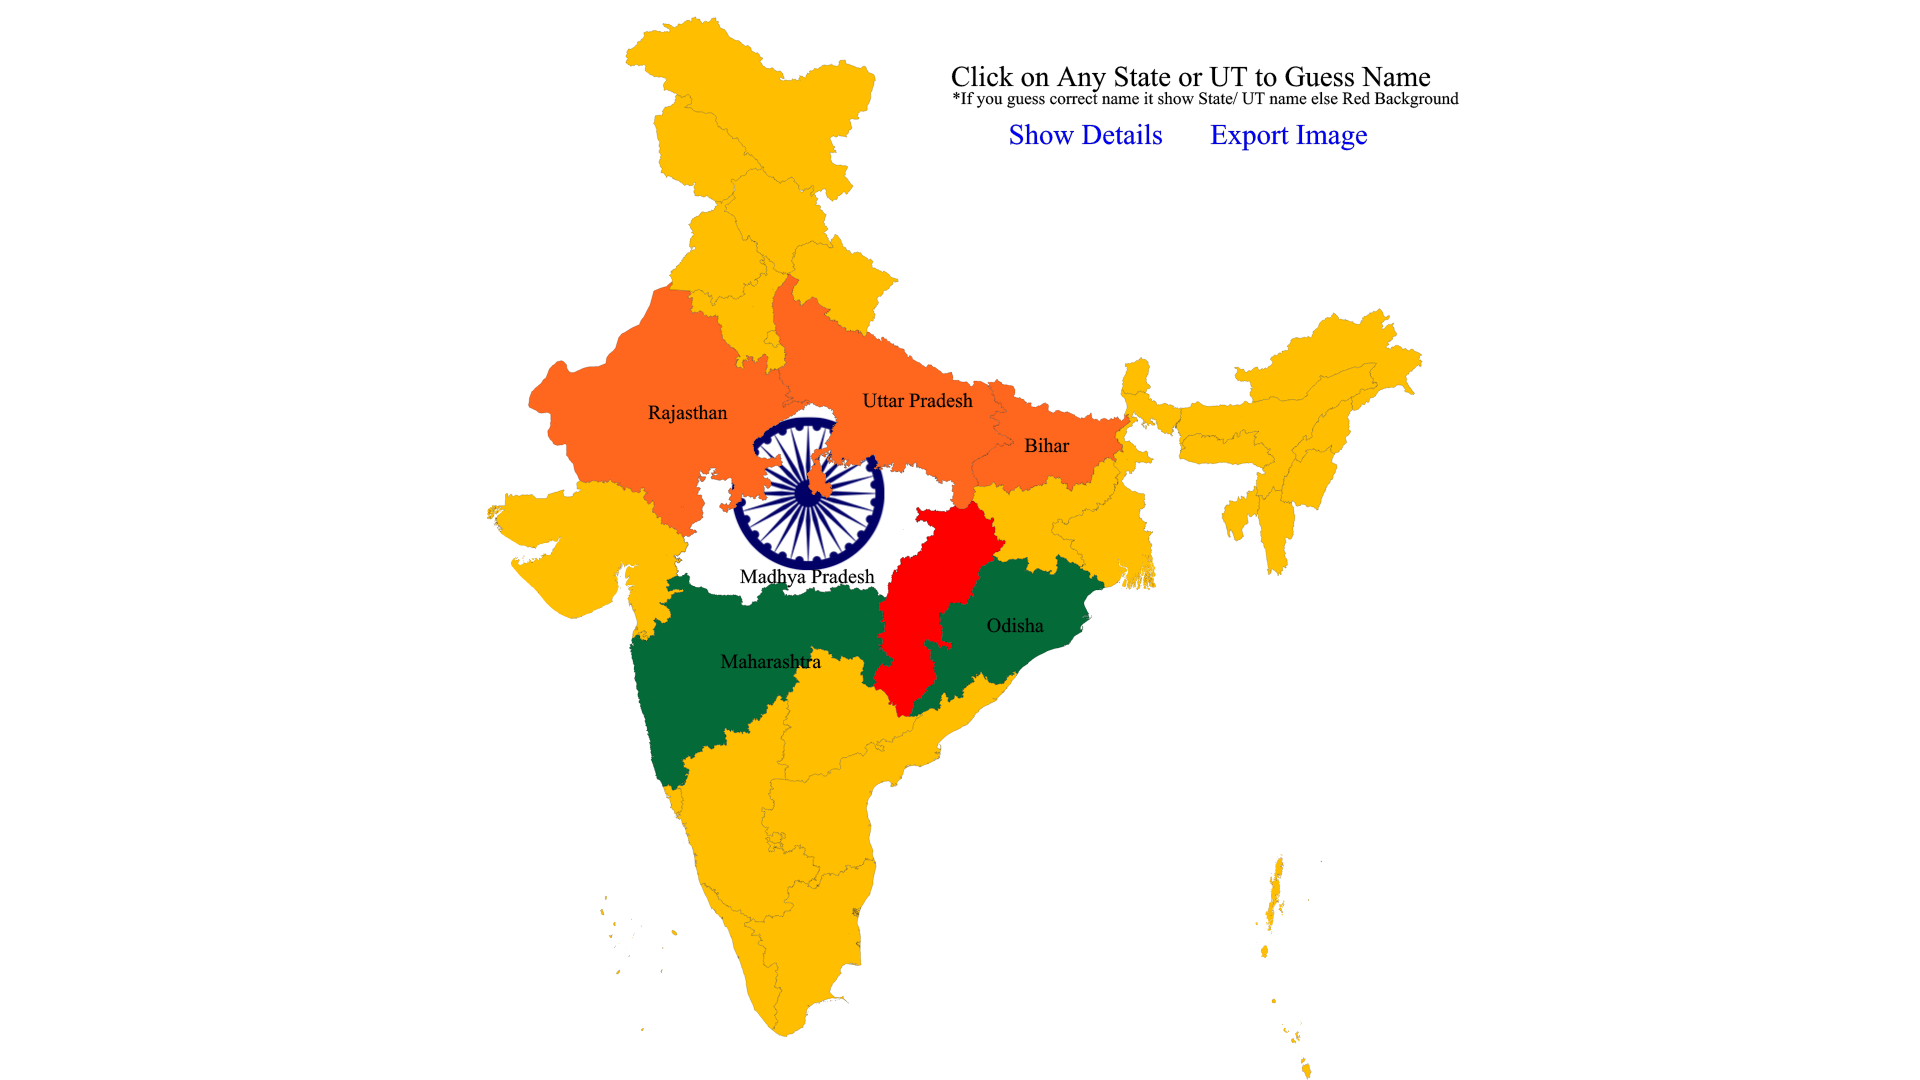 Click on Any State or UT to Guess Name
*If you guess correct name it show State/ UT name else Red Background
Show Details
Export Image
Rajasthan
Uttar Pradesh
Bihar
Madhya Pradesh
Odisha
Maharashtra